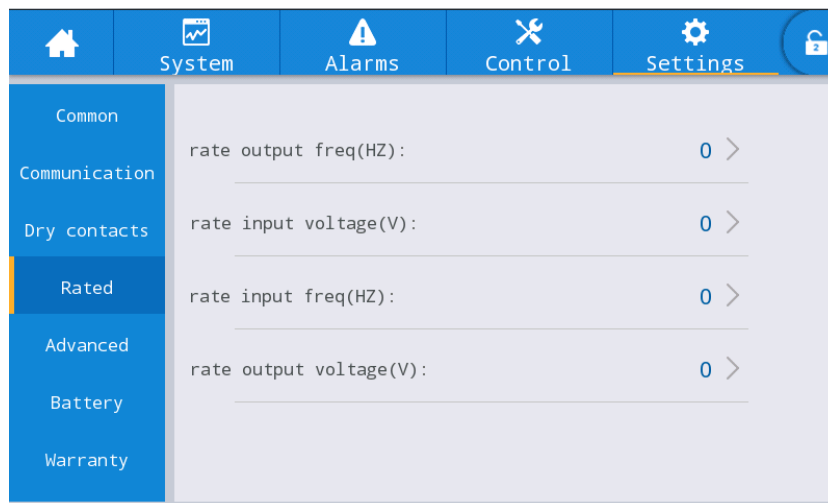 System
Alarms
Control
Settings
2
Common
Communication
Dry contacts
Rated
Advanced
Battery
Warranty
rate output freq(HZ): 0
rate input voltage(V): 0
rate input freq(HZ): 0
rate output voltage(V): 0